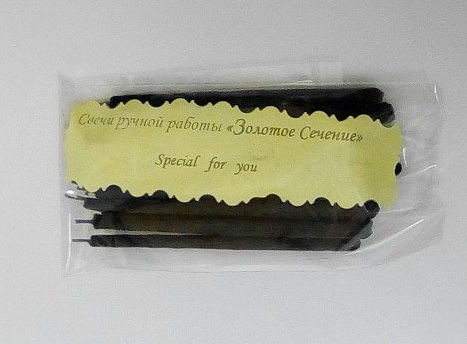 Свечи ручной работы «Золотое Сечение»
Special for you